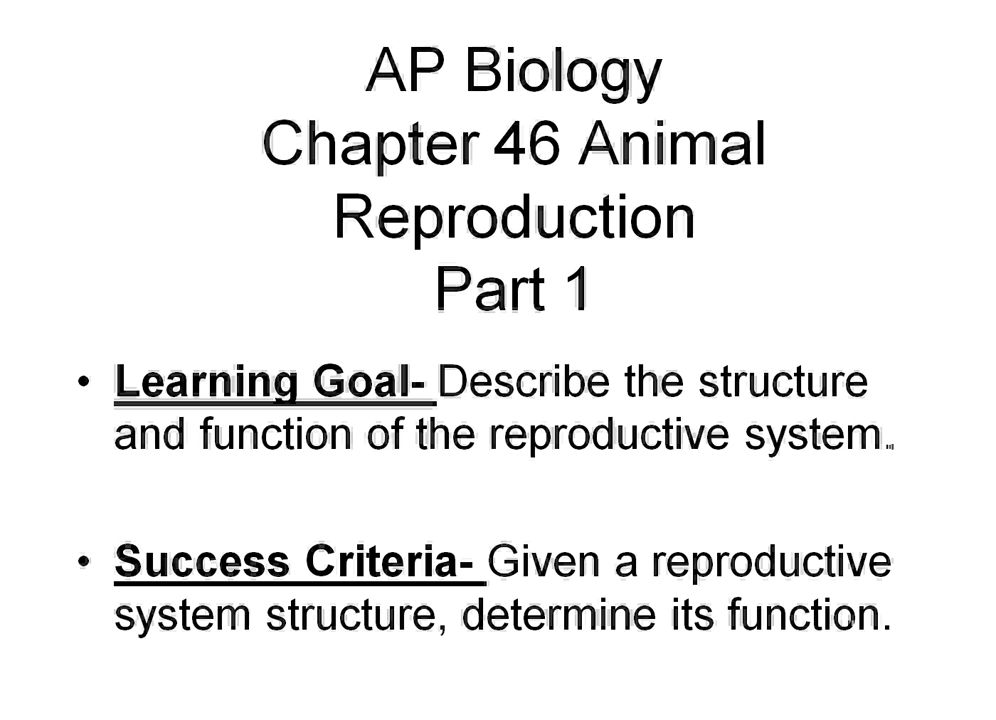 AP Biology
Chapter 46 Animal
Reproduction
Part 1
• Learning Goal- Describe the structure
and function of the reproductive system.
• Success Criteria- Given a reproductive
system structure, determine its function.